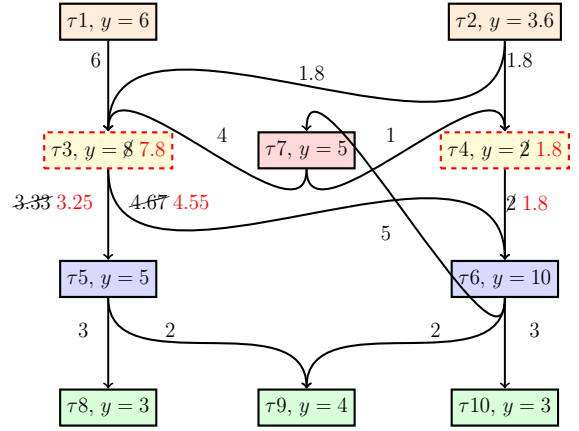 τ1, y = 6
τ2, y = 3.6
6
1.8
1.8
τ3, y = 8 7.8
4
τ7, y = 5
1
τ4, y = 2 1.8
3.33 3.25
4.67 4.55
2 1.8
5
τ5, y = 5
τ6, y = 10
3
2
2
3
τ8, y = 3
τ9, y = 4
τ10, y = 3